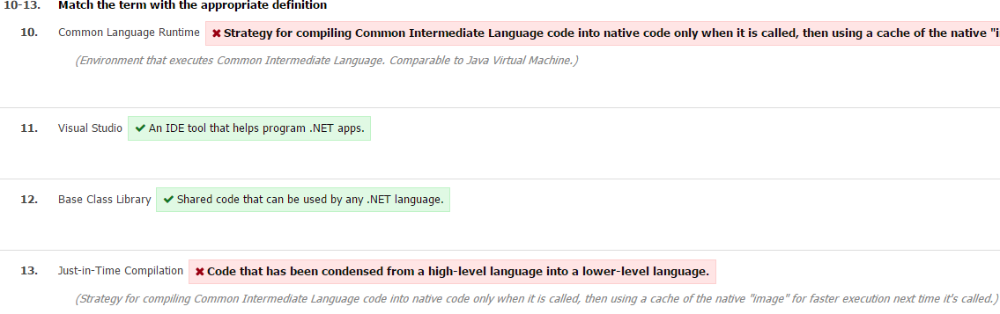 10-13. Match the term with the appropriate definition
10. Common Language Runtime ✖ Strategy for compiling Common Intermediate Language code into native code only when it is called, then using a cache of the native "i
(Environment that executes Common Intermediate Language. Comparable to Java Virtual Machine.)
11. Visual Studio ✔ An IDE tool that helps program .NET apps.
12. Base Class Library ✔ Shared code that can be used by any .NET language.
13. Just-in-Time Compilation ✖ Code that has been condensed from a high-level language into a lower-level language.
(Strategy for compiling Common Intermediate Language code into native code only when it is called, then using a cache of the native "image" for faster execution next time it's called.)